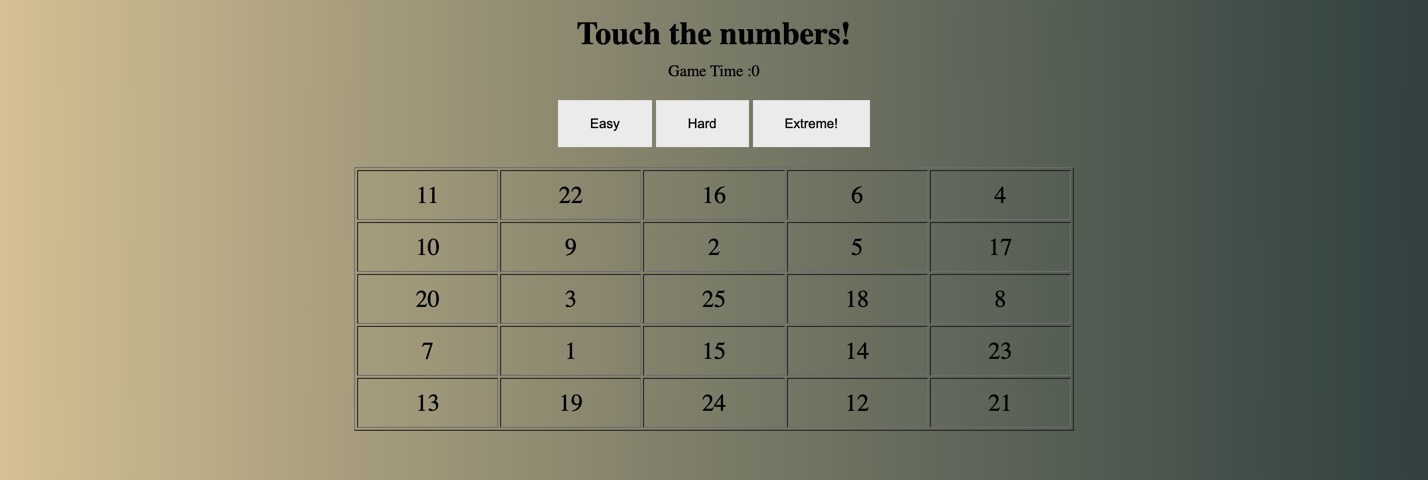 Touch the numbers!
Game Time :0
Easy Hard Extreme!
11 22 16 6 4
10 9 2 5 17
20 3 25 18 8
7 1 15 14 23
13 19 24 12 21